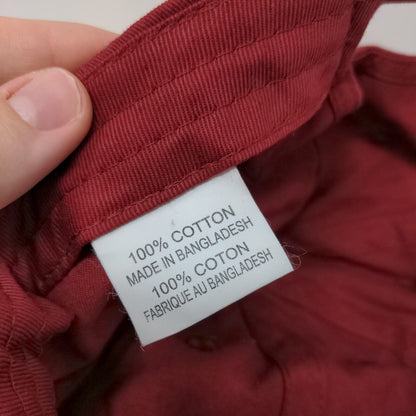 100% COTTON
MADE IN BANGLADESH
100% COTON
FABRIQUE AU BANGLADESH